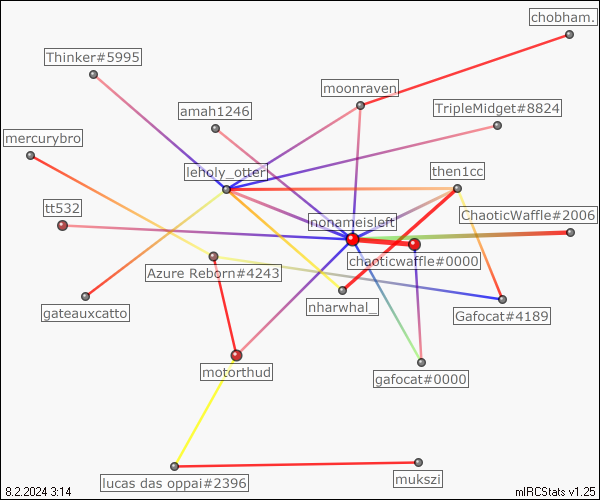 chobham.
Thinker#5995
moonraven
amah1246
TripleMidget#8824
mercurybro
leholy_otter
then1cc
tt532
nonameisleft
ChaoticWaffle#2006
chaoticwaffle#0000
Azure Reborn#4243
gateauxcatto
nharwhal_
Gafocat#4189
motorthud
gafocat#0000
lucas das oppai#2396
mukszi
8.2.2024 3:14
mIRCStats v1.25